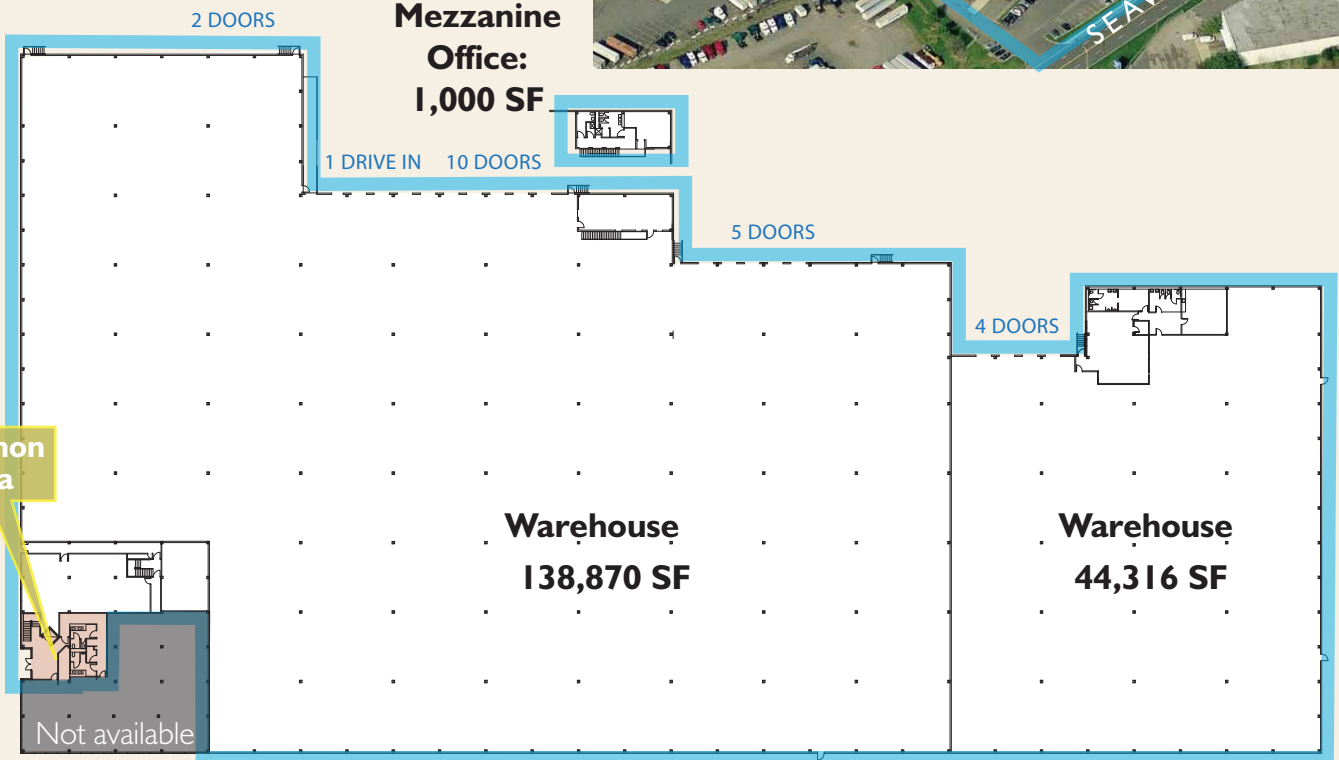 2 DOORS
Mezzanine
Office:
1,000 SF
1 DRIVE IN
10 DOORS
5 DOORS
4 DOORS
Warehouse
138,870 SF
Warehouse
44,316 SF
Not available